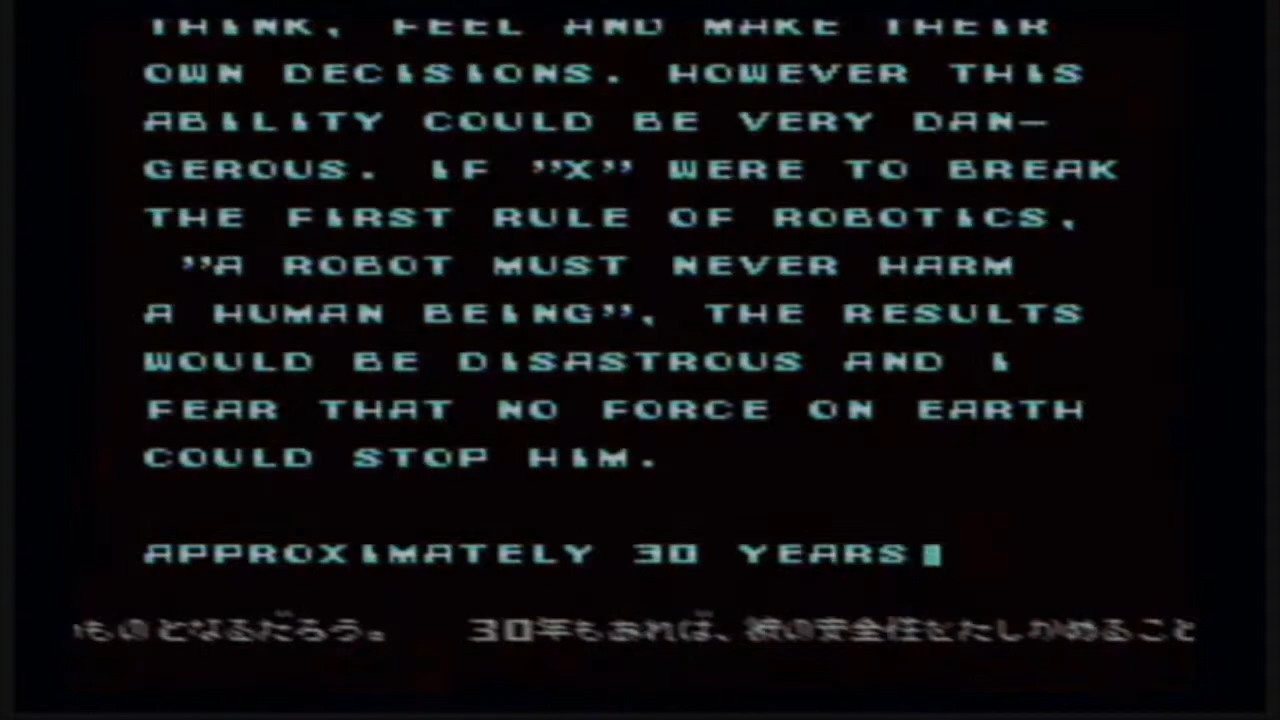 THINK, FEEL AND MAKE THEIR
OWN DECISIONS. HOWEVER THIS
ABILITY COULD BE VERY DAN–
GEROUS. IF ”X” WERE TO BREAK
THE FIRST RULE OF ROBOTICS,
”A ROBOT MUST NEVER HARM
A HUMAN BEING”, THE RESULTS
WOULD BE DISASTROUS AND I
FEAR THAT NO FORCE ON EARTH
COULD STOP HIM.
APPROXIMATELY 30 YEARS
いものとなるだろう。 30年もあれば、彼の安全性をたしかめること